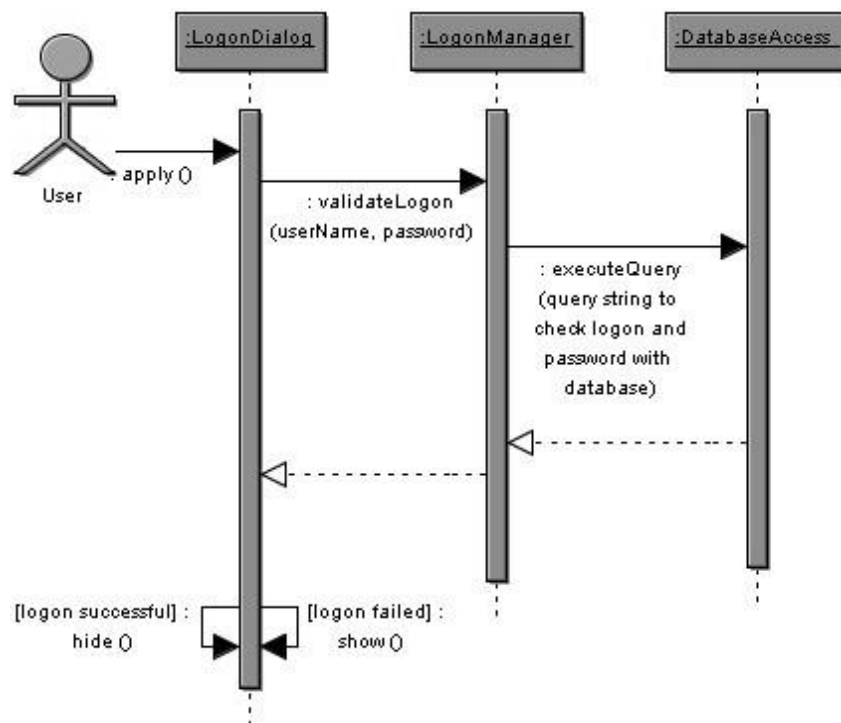 :LogonDialog
:LogonManager
:DatabaseAccess
: apply ()
User
: validateLogon
(userName, password)
: executeQuery
(query string to
check logon and
password with
database)
[logon successful] :
hide ()
[logon failed] :
show ()